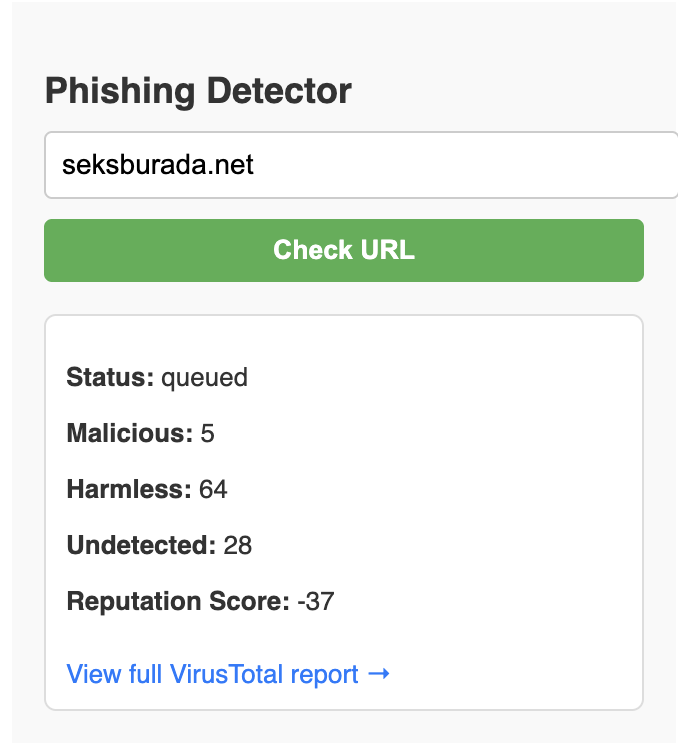 Phishing Detector
seksburada.net
Check URL
Status: queued
Malicious: 5
Harmless: 64
Undetected: 28
Reputation Score: -37
View full VirusTotal report →